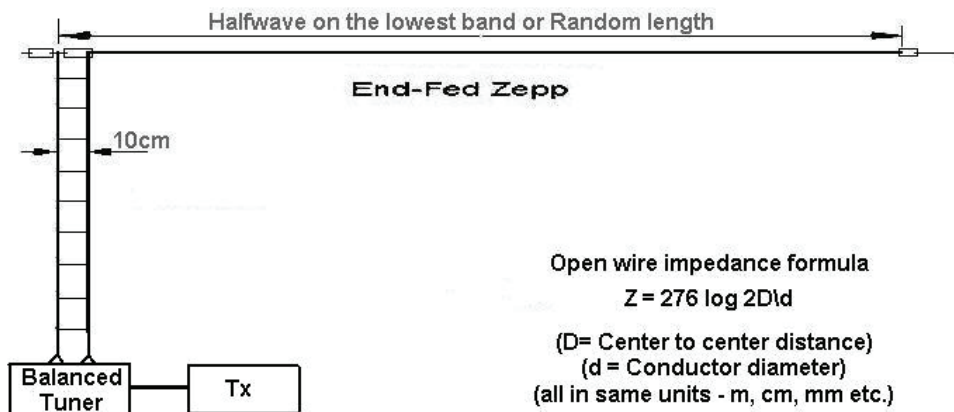 Halfwave on the lowest band or Random length
End-Fed Zepp
10cm
Open wire impedance formula
Z = 276 log 2D\d
(D= Center to center distance)
(d = Conductor diameter)
(all in same units - m, cm, mm etc.)
Balanced
Tuner
Tx